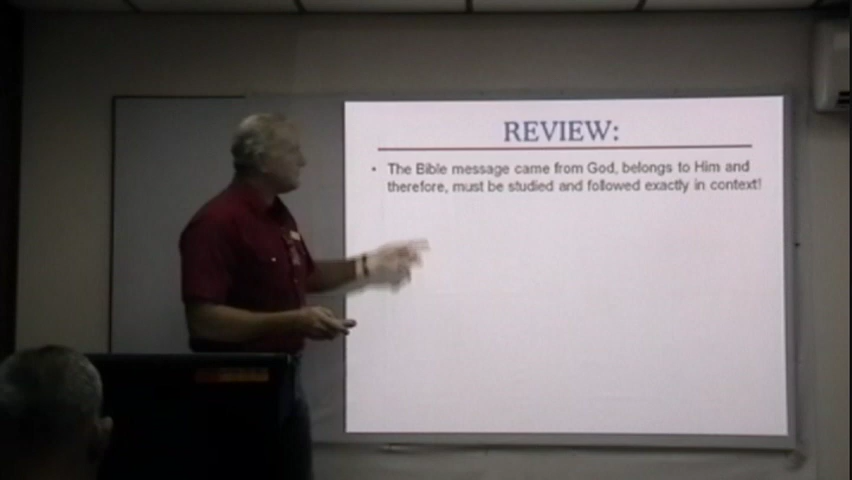 REVIEW:
• The Bible message came from God, belongs to Him and
therefore, must be studied and followed exactly in context!